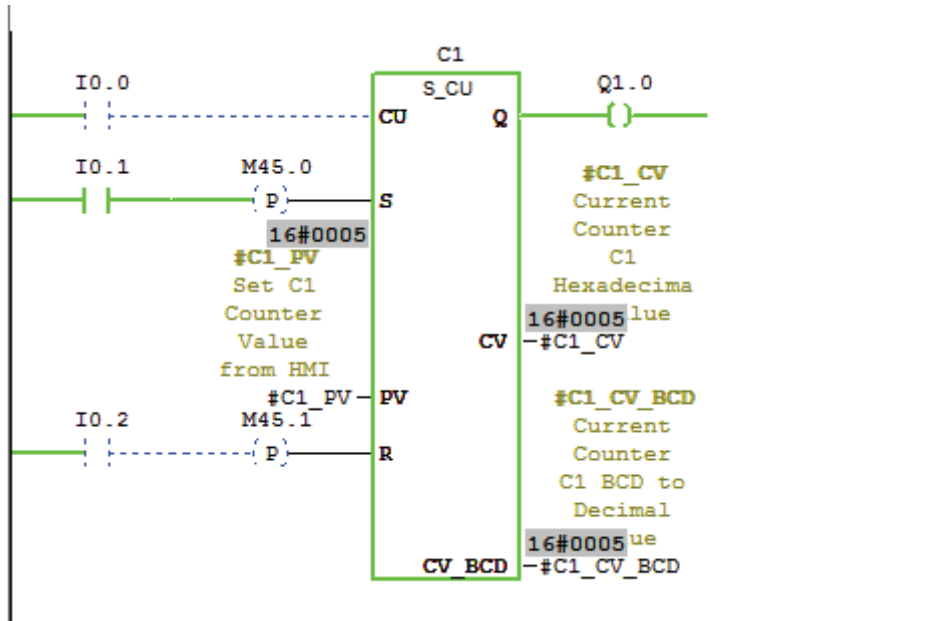 C1
I0.0
S_CU
Q1.0
CU
Q
I0.1
M45.0
#C1_CV
P
S
Current
16#0005
Counter
#C1_PV
C1
Set C1
Hexadecima
Counter
16#0005 lue
Value
CV
#C1_CV
from HMI
#C1_PV
PV
#C1_CV_BCD
I0.2
M45.1
Current
P
R
Counter
C1 BCD to
Decimal
16#0005 ue
CV_BCD
#C1_CV_BCD